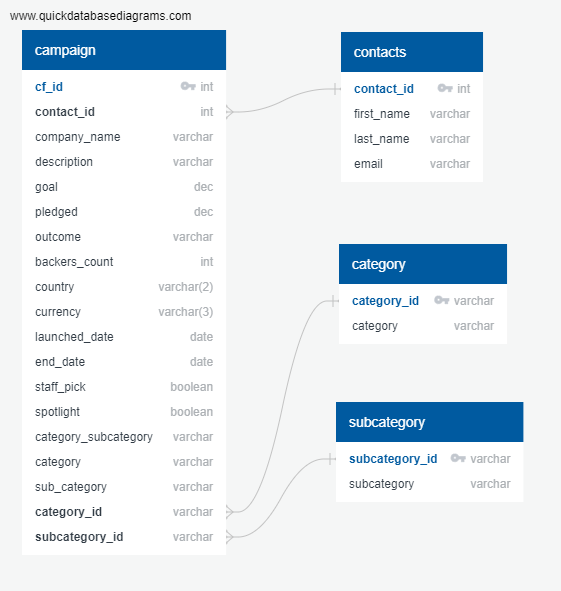 www.quickdatabasediagrams.com
campaign
cf_id int
contact_id int
company_name varchar
description varchar
goal dec
pledged dec
outcome varchar
backers_count int
country varchar(2)
currency varchar(3)
launched_date date
end_date date
staff_pick boolean
spotlight boolean
category_subcategory varchar
category varchar
sub_category varchar
category_id varchar
subcategory_id varchar
contacts
contact_id int
first_name varchar
last_name varchar
email varchar
category
category_id varchar
category varchar
subcategory
subcategory_id varchar
subcategory varchar